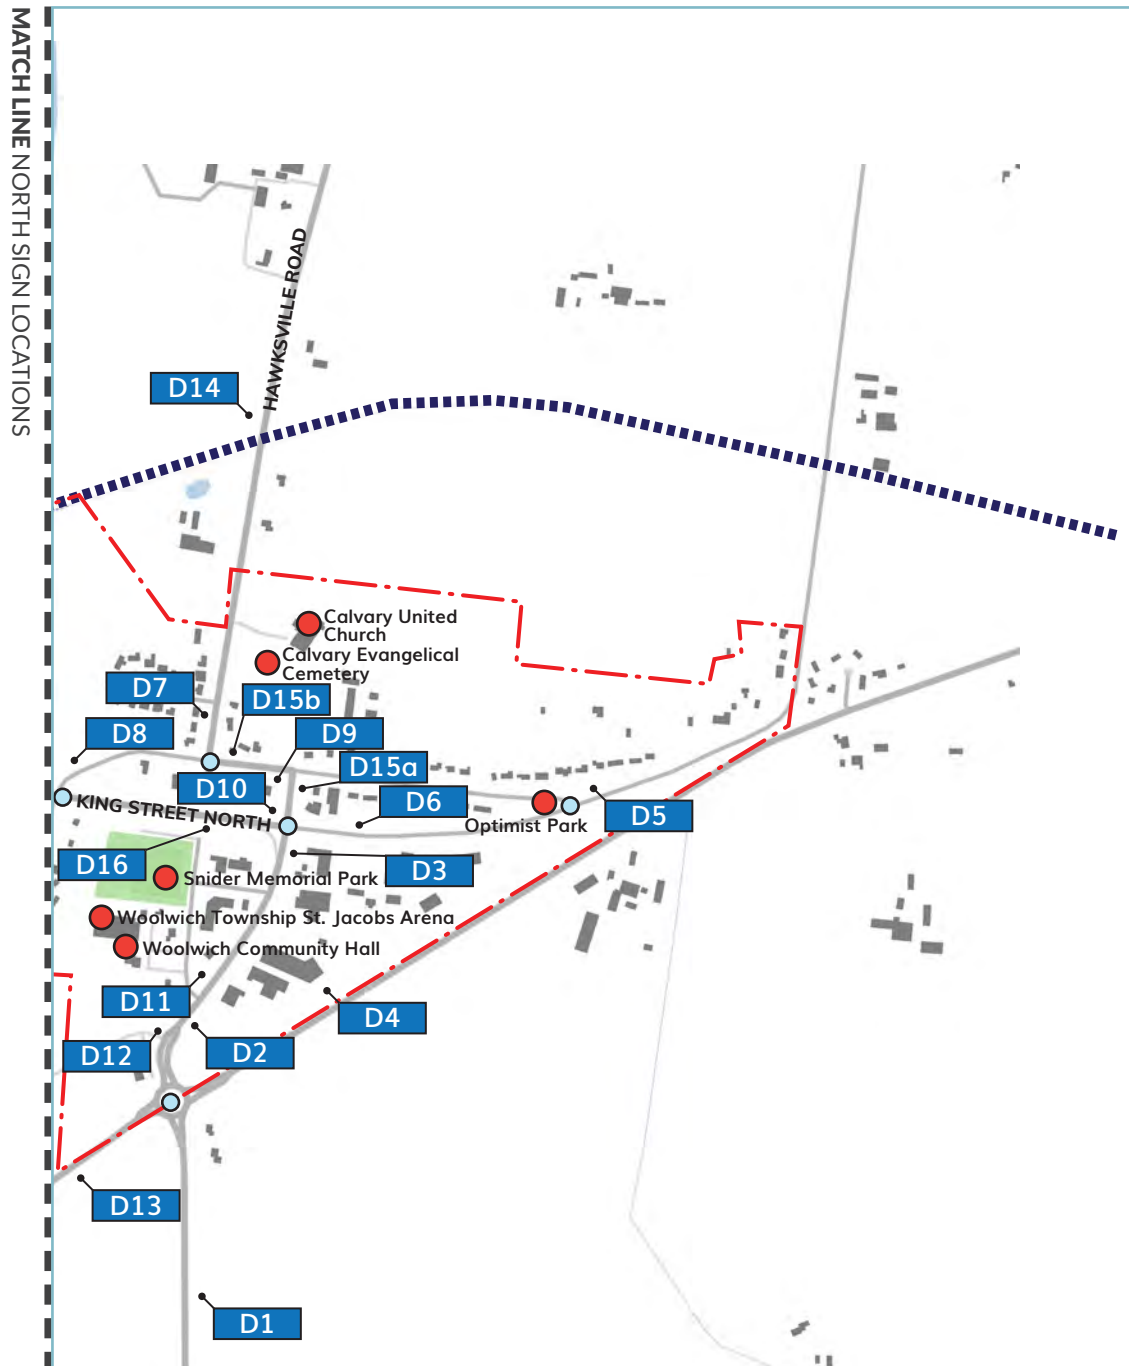 MATCH LINE NORTH SIGN LOCATIONS
HAWKSVILLE ROAD
D14
Calvary United
Church
Calvary Evangelical
Cemetery
D7
D15b
D8
D9
D15a
D10
D6
KING STREET NORTH
Optimist Park
D5
D16
D3
Snider Memorial Park
Woolwich Township St. Jacobs Arena
Woolwich Community Hall
D11
D4
D12
D2
D13
D1